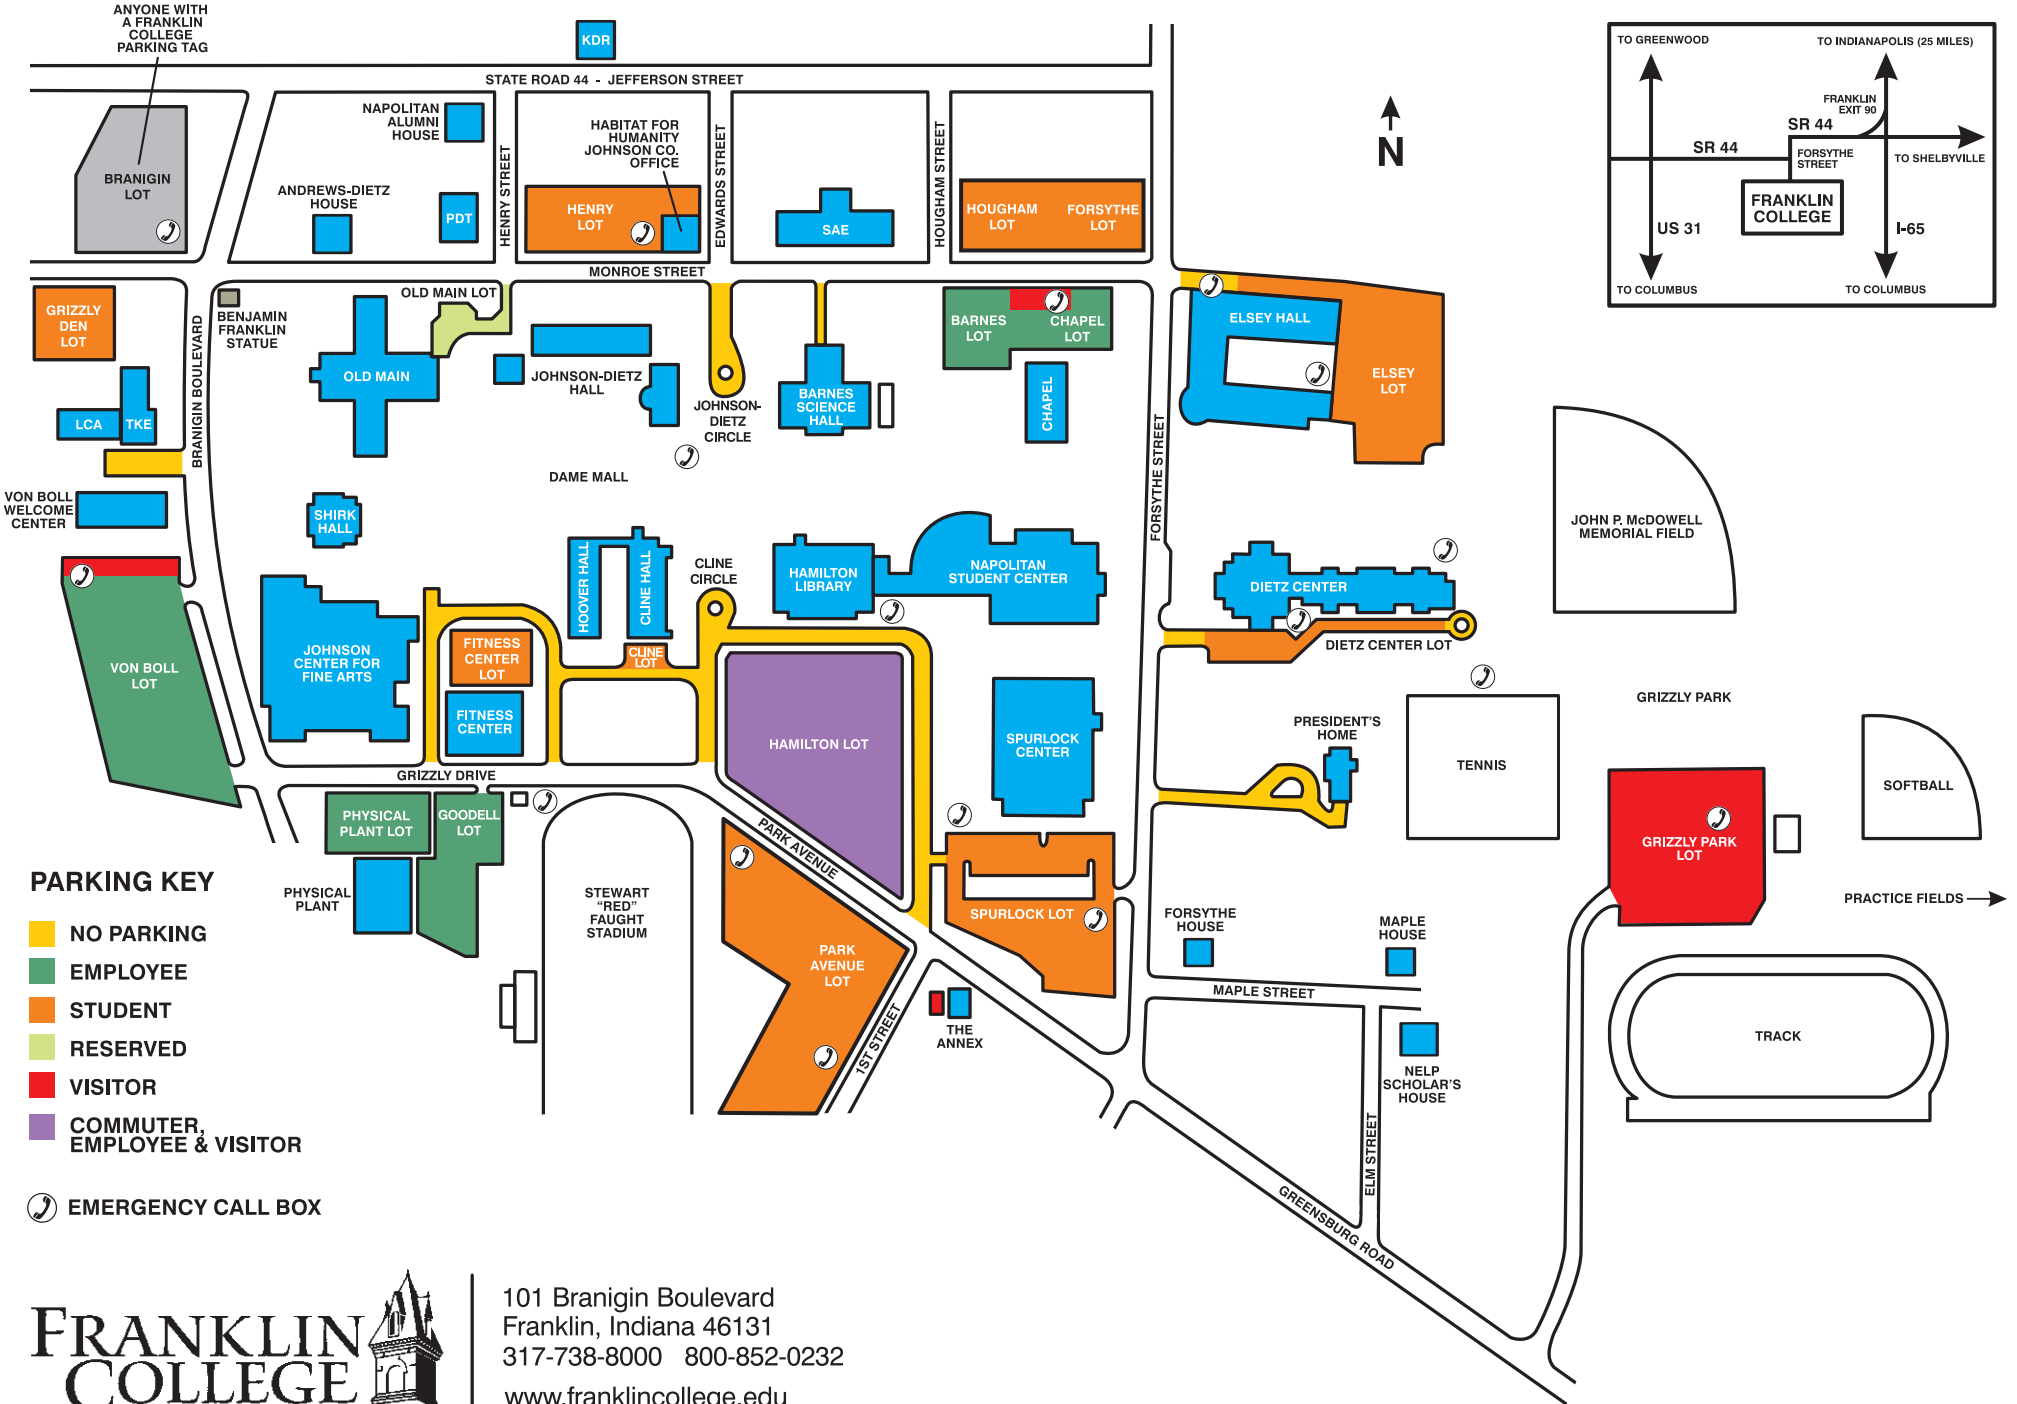 ANYONE WITH
A FRANKLIN
COLLEGE
PARKING TAG
KDR
STATE ROAD 44 - JEFFERSON STREET
BRANIGIN
LOT
NAPOLITAN
ALUMNI
HOUSE
ANDREWS-DIETZ
HOUSE
PDT
HENRY STREET
HABITAT FOR
HUMANITY
JOHNSON CO.
OFFICE
HENRY
LOT
EDWARDS STREET
SAE
HOUGHAM STREET
HOUGHAM
LOT
FORSYTHE
LOT
N
TO GREENWOOD
TO INDIANAPOLIS (25 MILES)
FRANKLIN
EXIT 90
SR 44
SR 44
FORSYTHE
STREET
TO SHELBYVILLE
FRANKLIN
COLLEGE
US 31
I-65
TO COLUMBUS
TO COLUMBUS
MONROE STREET
GRIZZLY
DEN
LOT
BRANIGIN BOULEVARD
BENJAMIN
FRANKLIN
STATUE
OLD MAIN LOT
OLD MAIN
JOHNSON-DIETZ
HALL
JOHNSON-
DIETZ
CIRCLE
BARNES
SCIENCE
HALL
BARNES
LOT
CHAPEL
LOT
CHAPEL
FORSYTHE STREET
ELSEY HALL
ELSEY
LOT
LCA
TKE
VON BOLL
WELCOME
CENTER
DAME MALL
SHIRK
HALL
HOOVER HALL
CLINE HALL
CLINE
CIRCLE
HAMILTON
LIBRARY
NAPOLITAN
STUDENT CENTER
DIETZ CENTER
DIETZ CENTER LOT
JOHN P. McDOWELL
MEMORIAL FIELD
VON BOLL
LOT
JOHNSON
CENTER FOR
FINE ARTS
FITNESS
CENTER
LOT
CLINE
LOT
FITNESS
CENTER
HAMILTON LOT
SPURLOCK
CENTER
PRESIDENT'S
HOME
TENNIS
GRIZZLY PARK
SOFTBALL
GRIZZLY PARK
LOT
PRACTICE FIELDS
GRIZZLY DRIVE
PHYSICAL
PLANT LOT
GOODELL
LOT
PHYSICAL
PLANT
STEWART
"RED"
FAUGHT
STADIUM
PARK AVENUE
PARK
AVENUE
LOT
1ST STREET
SPURLOCK LOT
THE
ANNEX
FORSYTHE
HOUSE
MAPLE
HOUSE
MAPLE STREET
NELP
SCHOLAR'S
HOUSE
ELM STREET
GREENSBURG ROAD
TRACK
PARKING KEY
NO PARKING
EMPLOYEE
STUDENT
RESERVED
VISITOR
COMMUTER,
EMPLOYEE & VISITOR
EMERGENCY CALL BOX
FRANKLIN
COLLEGE
101 Branigin Boulevard
Franklin, Indiana 46131
317-738-8000 800-852-0232
www.franklincollege.edu